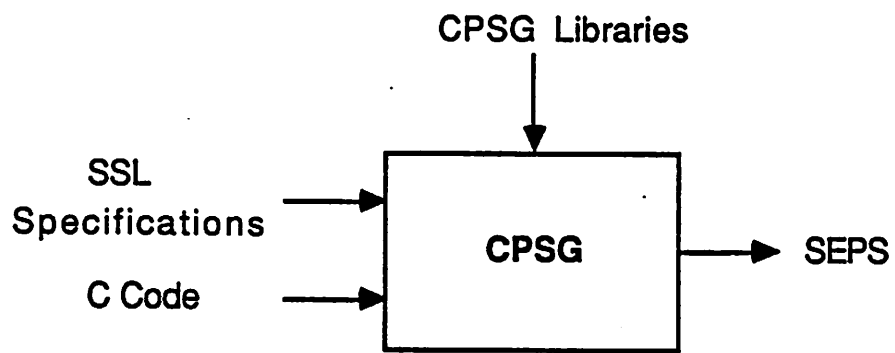 CPSG Libraries
SSL
Specifications
C Code
CPSG
SEPS